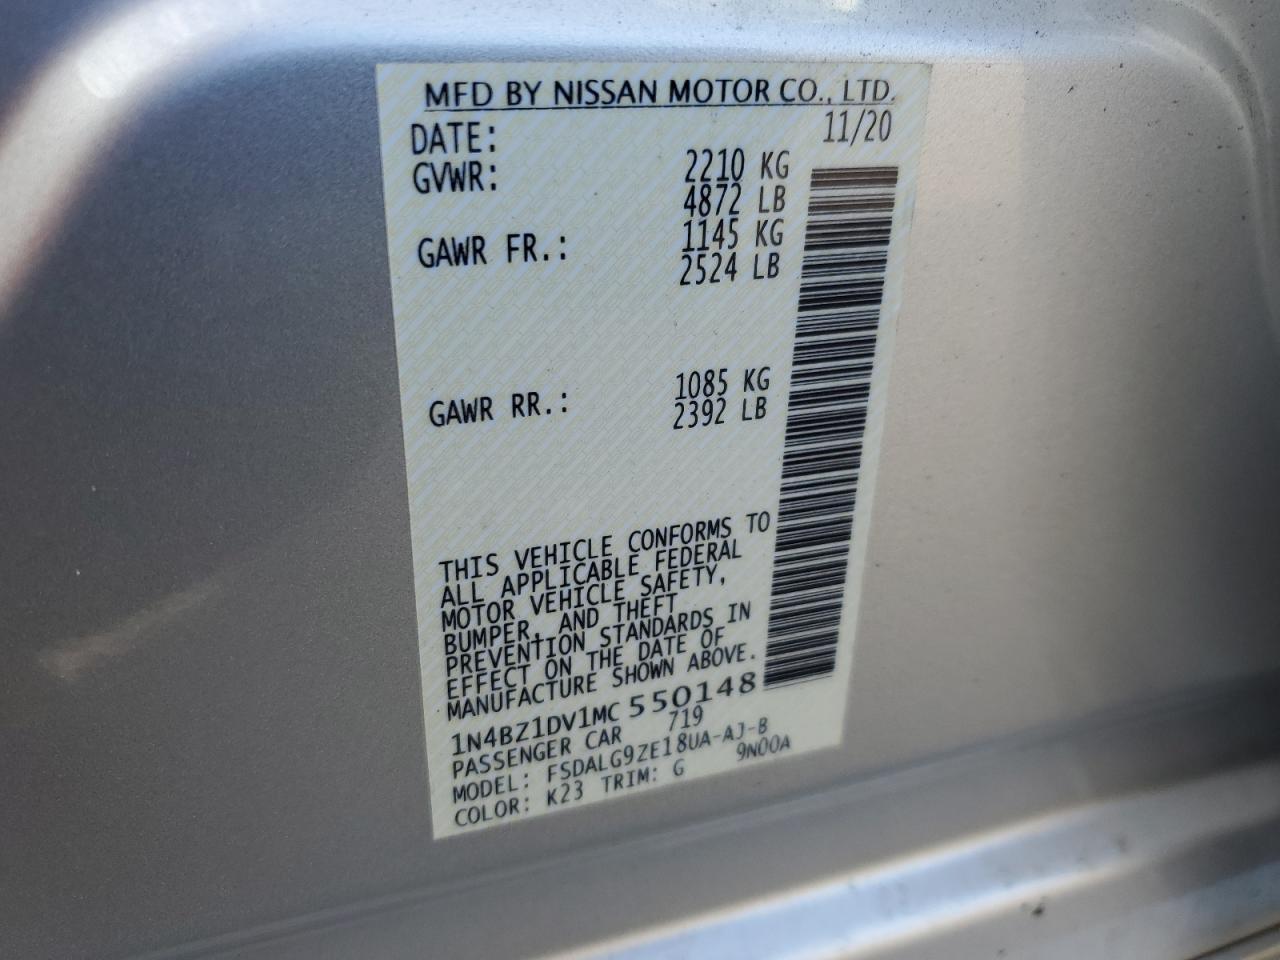 MFD BY NISSAN MOTOR CO., LTD.
DATE: 11/20
GVWR: 2210 KG
4872 LB
GAWR FR.: 1145 KG
2524 LB
GAWR RR.: 1085 KG
2392 LB
THIS VEHICLE CONFORMS TO
ALL APPLICABLE FEDERAL
MOTOR VEHICLE SAFETY,
BUMPER, AND THEFT
PREVENTION STANDARDS IN
EFFECT ON THE DATE OF
MANUFACTURE SHOWN ABOVE.
1N4BZ1DV1MC 550148
PASSENGER CAR 719
MODEL: FSDALG9ZE18UA-AJ-B
COLOR: K23 TRIM: G 9N00A